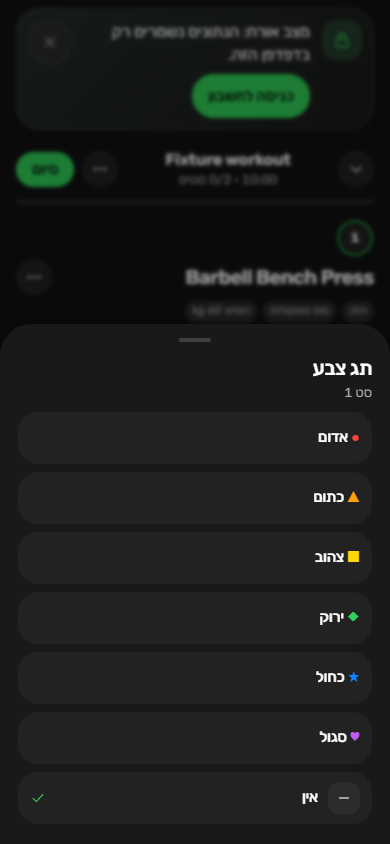 מצב אורח: הנתונים נשמרים רק
בדפדפן הזה.
כניסה לחשבון
Fixture workout
סיום
10:00 · 0/2 סטים
1
Barbell Bench Press
תג צבע
סט 1
אדום
כתום
צהוב
ירוק
כחול
סגול
אין